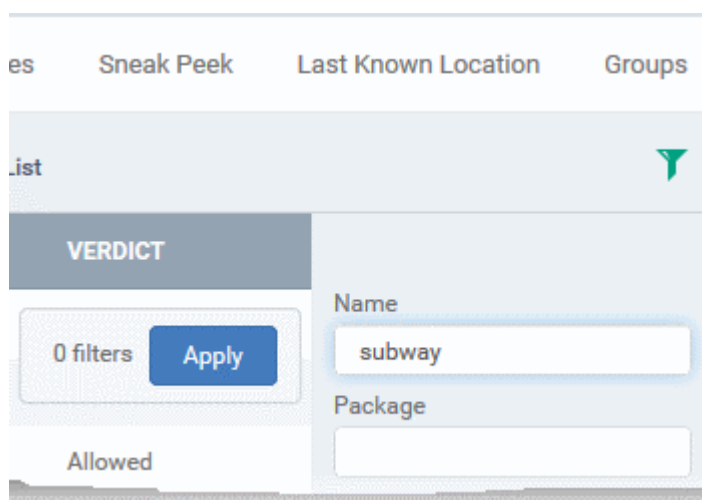 es Sneak Peek Last Known Location Groups
List
VERDICT
Name
0 filters Apply
subway
Package
Allowed